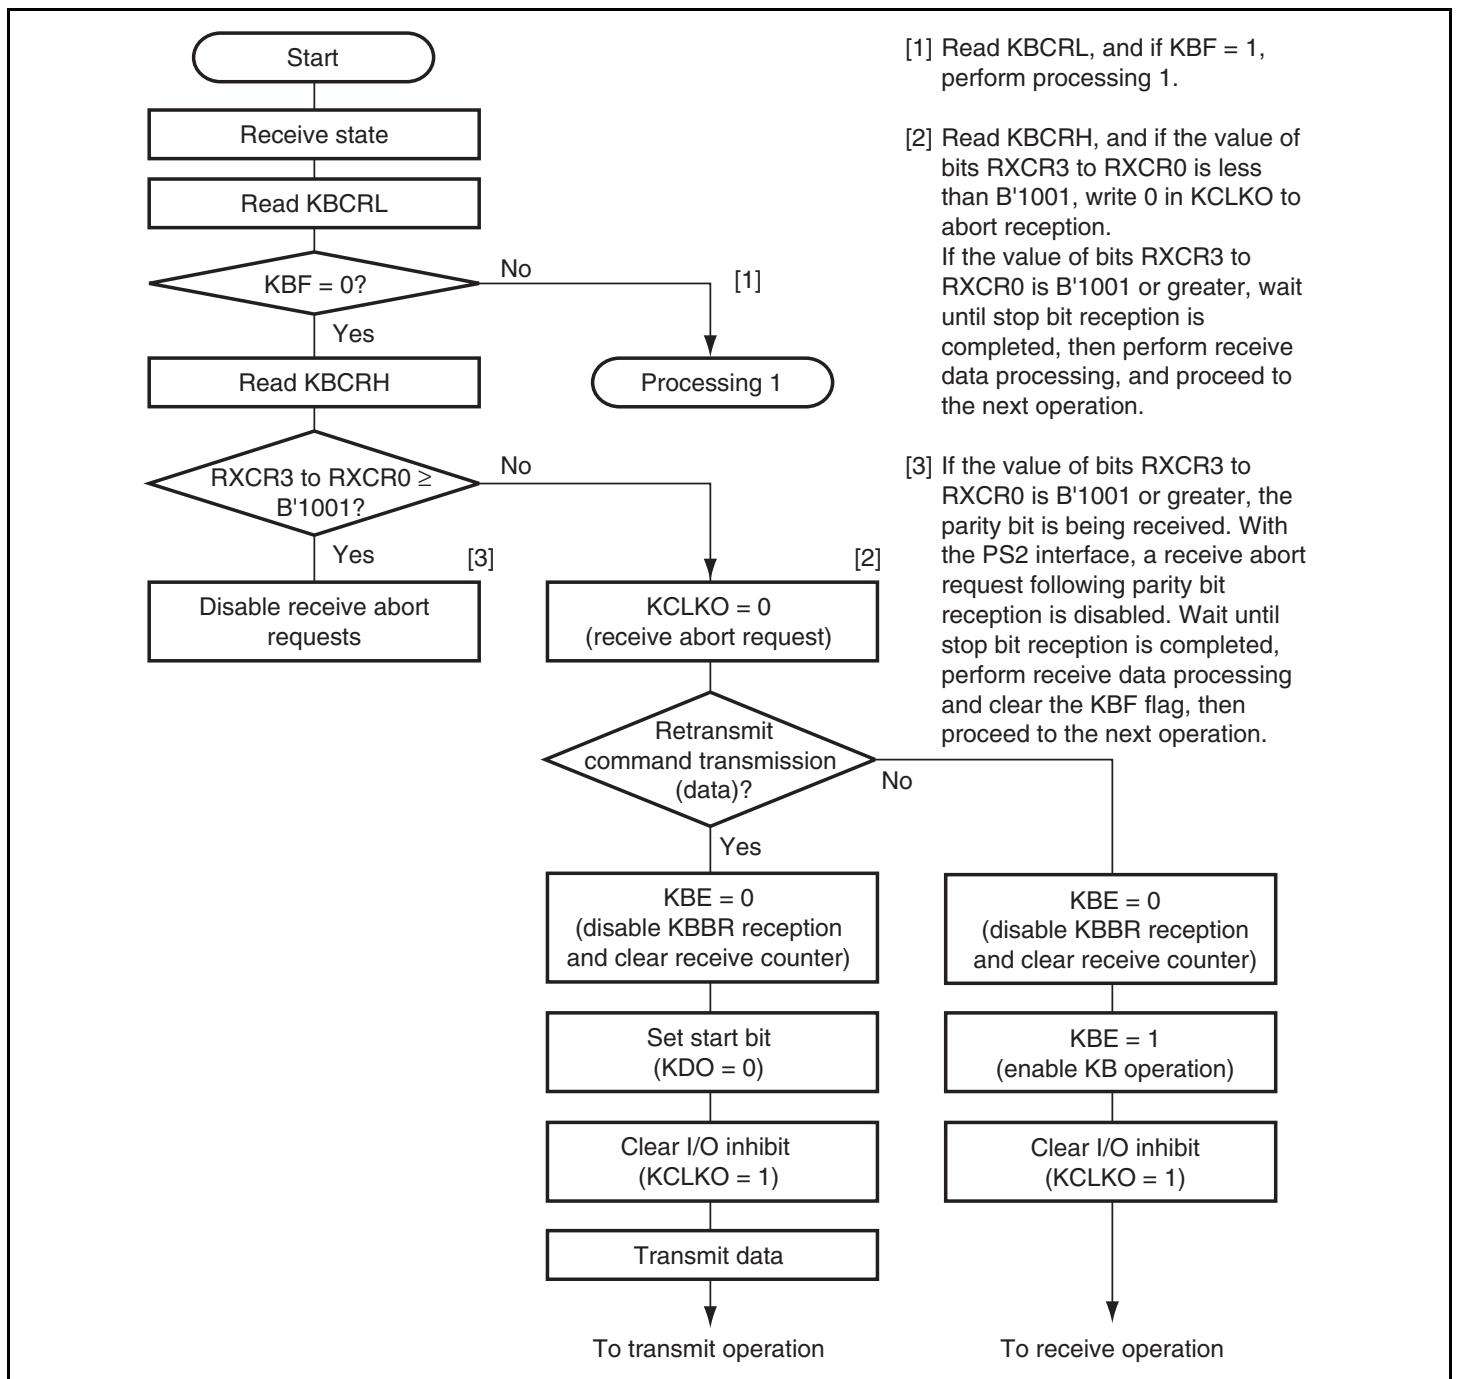 Start
Receive state
Read KBCRL
KBF = 0?
No
[1]
Yes
Processing 1
Read KBCRH
RXCR3 to RXCR0 ≥
B'1001?
No
Yes
[3]
Disable receive abort
requests
[2]
KCLKO = 0
(receive abort request)
Retransmit
command transmission
(data)?
No
Yes
KBE = 0
(disable KBBR reception
and clear receive counter)
Set start bit
(KDO = 0)
Clear I/O inhibit
(KCLKO = 1)
Transmit data
To transmit operation
KBE = 0
(disable KBBR reception
and clear receive counter)
KBE = 1
(enable KB operation)
Clear I/O inhibit
(KCLKO = 1)
To receive operation
[1] Read KBCRL, and if KBF = 1,
perform processing 1.
[2] Read KBCRH, and if the value of
bits RXCR3 to RXCR0 is less
than B'1001, write 0 in KCLKO to
abort reception.
If the value of bits RXCR3 to
RXCR0 is B'1001 or greater, wait
until stop bit reception is
completed, then perform receive
data processing, and proceed to
the next operation.
[3] If the value of bits RXCR3 to
RXCR0 is B'1001 or greater, the
parity bit is being received. With
the PS2 interface, a receive abort
request following parity bit
reception is disabled. Wait until
stop bit reception is completed,
perform receive data processing
and clear the KBF flag, then
proceed to the next operation.